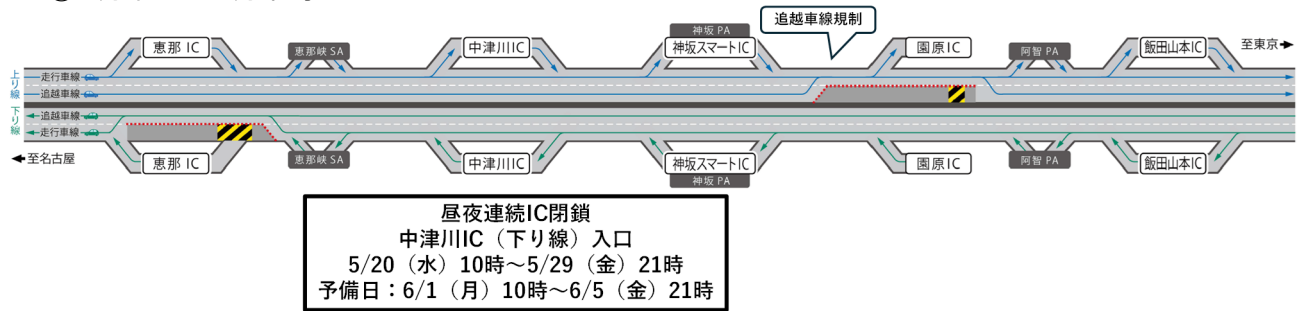 追越車線規制
恵那 IC
恵那峡 SA
中津川IC
神坂 PA
神坂スマートIC
園原IC
阿智 PA
飯田山本IC
至東京
上り線
走行車線
追越車線
下り線
追越車線
走行車線
至名古屋
恵那 IC
恵那峡 SA
中津川IC
神坂スマートIC
神坂 PA
園原IC
阿智 PA
飯田山本IC
昼夜連続IC閉鎖
中津川IC(下り線)入口
5/20(水)10時~5/29(金)21時
予備日:6/1(月)10時~6/5(金)21時